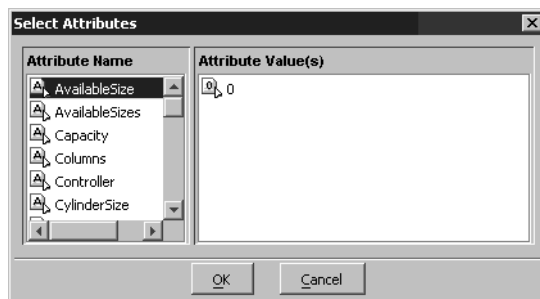 Select Attributes
Attribute Name
Attribute Value(s)
AvailableSize
0
AvailableSizes
Capacity
Columns
Controller
CylinderSize
OK
Cancel